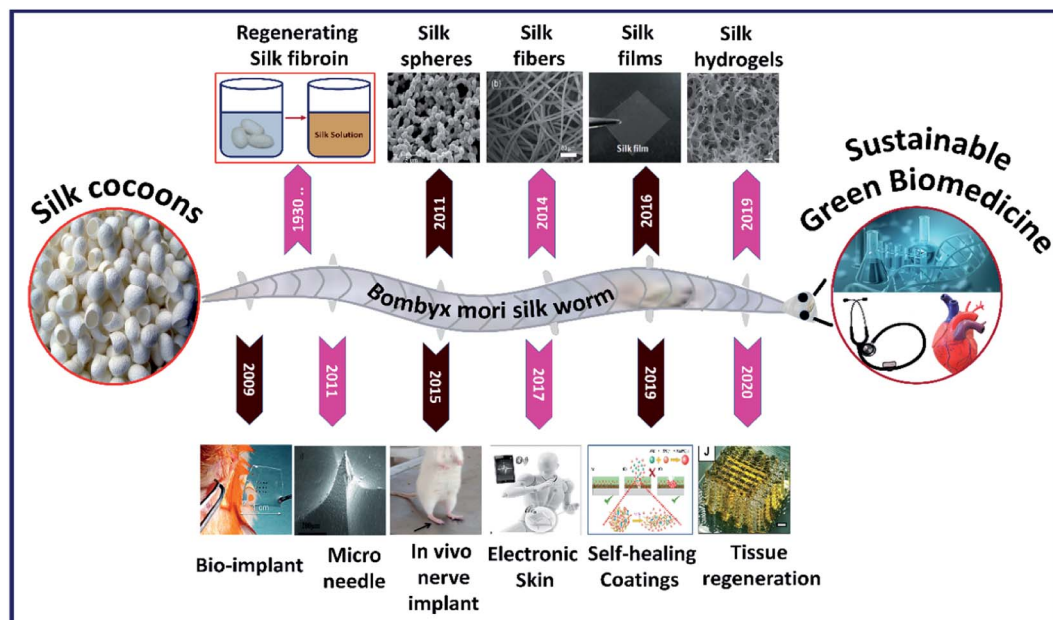 Regenerating
Silk fibroin
Silk
spheres
Silk
fibers
Silk
films
Silk
hydrogels
Silk Solution
(b)
Silk film
Silk cocoons
1930 ..
2011
2014
2016
2019
Sustainable
Green Biomedicine
Bombyx mori silk worm
2009
2011
2015
2017
2019
2020
1 cm
J
Bio-implant
Micro
needle
In vivo
nerve
implant
Electronic
Skin
Self-healing
Coatings
Tissue
regeneration